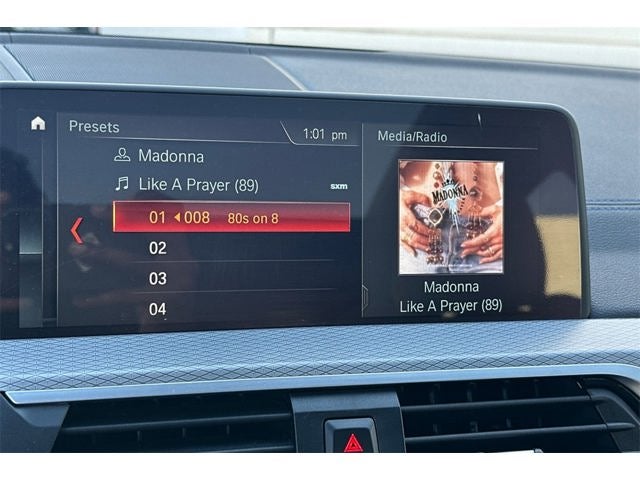 Presets
1:01 pm
Madonna
Like A Prayer (89)
sxm
01 ◄008 80s on 8
02
03
04
Media/Radio
MADONNA
Madonna
Like A Prayer (89)